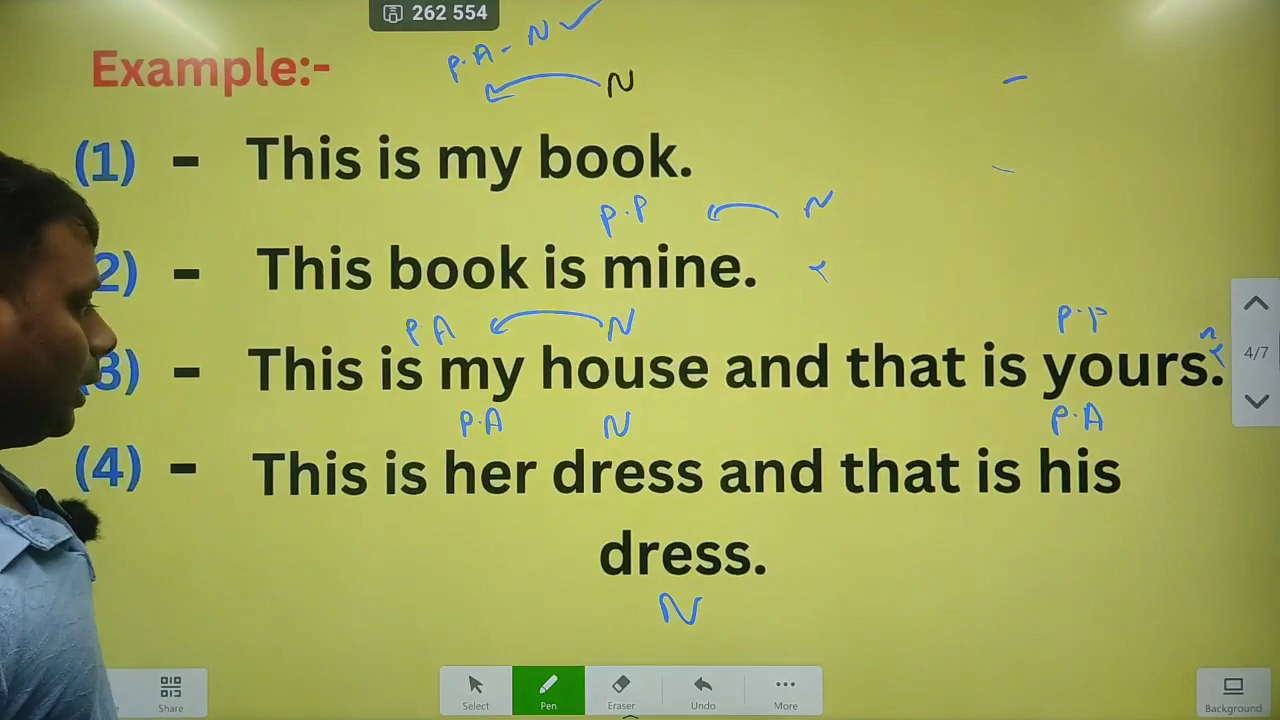 262 554
P.A - N ✓
Example:- N
(1) - This is my book.
P.P N
2) - This book is mine.
P.A N P.P
(3) - This is my house and that is yours.
4/7
P.A N P.A
(4) - This is her dress and that is his
dress.
N
Share Select Pen Eraser Undo More Background